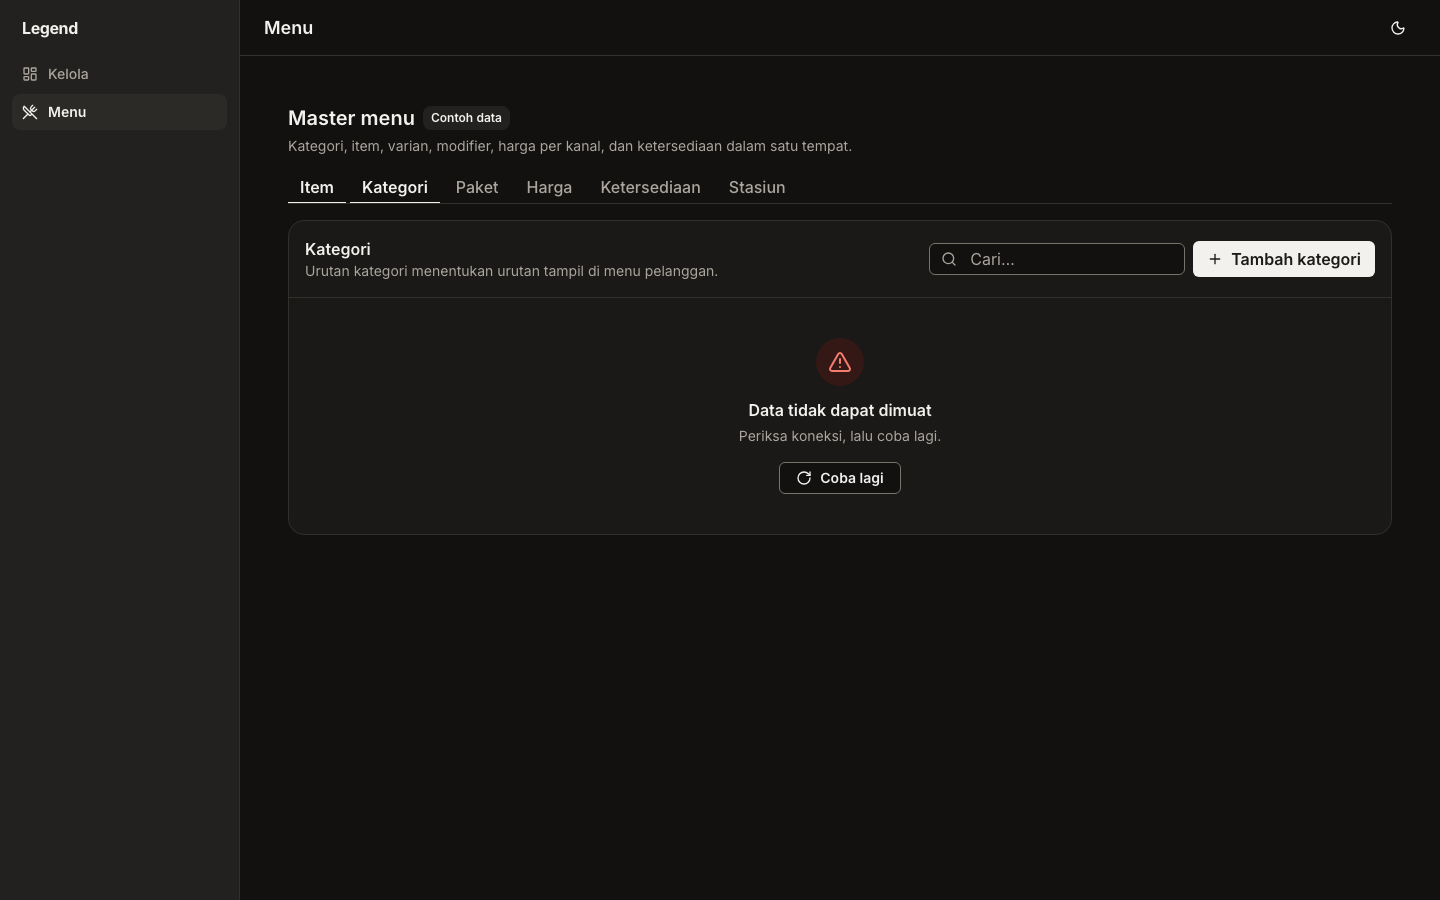 Legend
Kelola
Menu
Menu
Master menu
Contoh data
Kategori, item, varian, modifier, harga per kanal, dan ketersediaan dalam satu tempat.
Item
Kategori
Paket
Harga
Ketersediaan
Stasiun
Kategori
Urutan kategori menentukan urutan tampil di menu pelanggan.
Cari...
Tambah kategori
Data tidak dapat dimuat
Periksa koneksi, lalu coba lagi.
Coba lagi